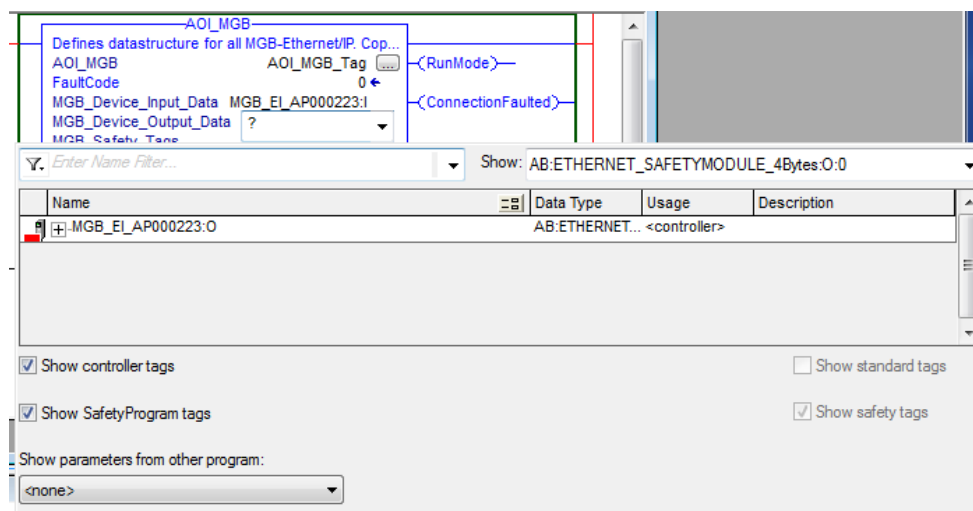 AOI_MGB
Defines datastructure for all MGB-Ethernet/IP. Cop...
AOI_MGB AOI_MGB_Tag ...
FaultCode 0
MGB_Device_Input_Data MGB_EI_AP000223:I
MGB_Device_Output_Data ?
MGB_Safety_Tags
(RunMode)
(ConnectionFaulted)
Enter Name Filter... Show: AB:ETHERNET_SAFETYMODULE_4Bytes:O:0
Name Data Type Usage Description
MGB_EI_AP000223:O AB:ETHERNET... <controller>
Show controller tags Show standard tags
Show SafetyProgram tags Show safety tags
Show parameters from other program:
<none>